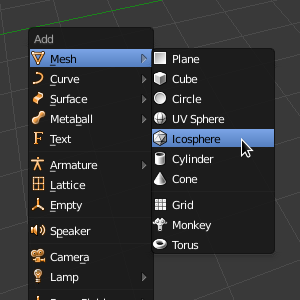 Add
Mesh
Curve
Surface
Metaball
Text
Armature
Lattice
Empty
Speaker
Camera
Lamp
Plane
Cube
Circle
UV Sphere
Icosphere
Cylinder
Cone
Grid
Monkey
Torus